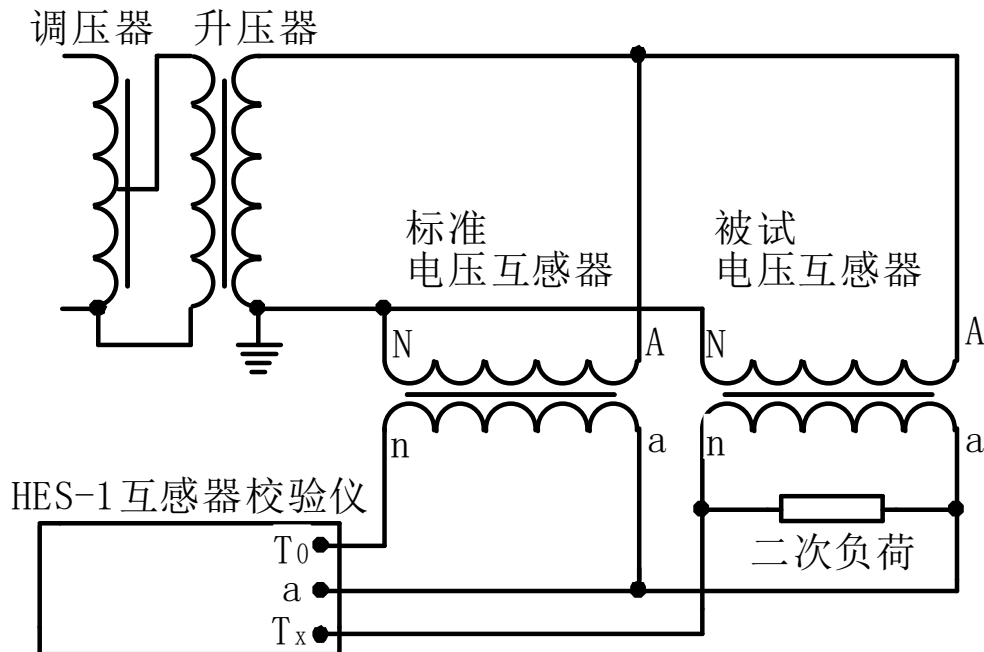 调压器 升压器
标准
电压互感器
被试
电压互感器
N A N A
n a n a
HES-1互感器校验仪
T0
a
Tx
二次负荷